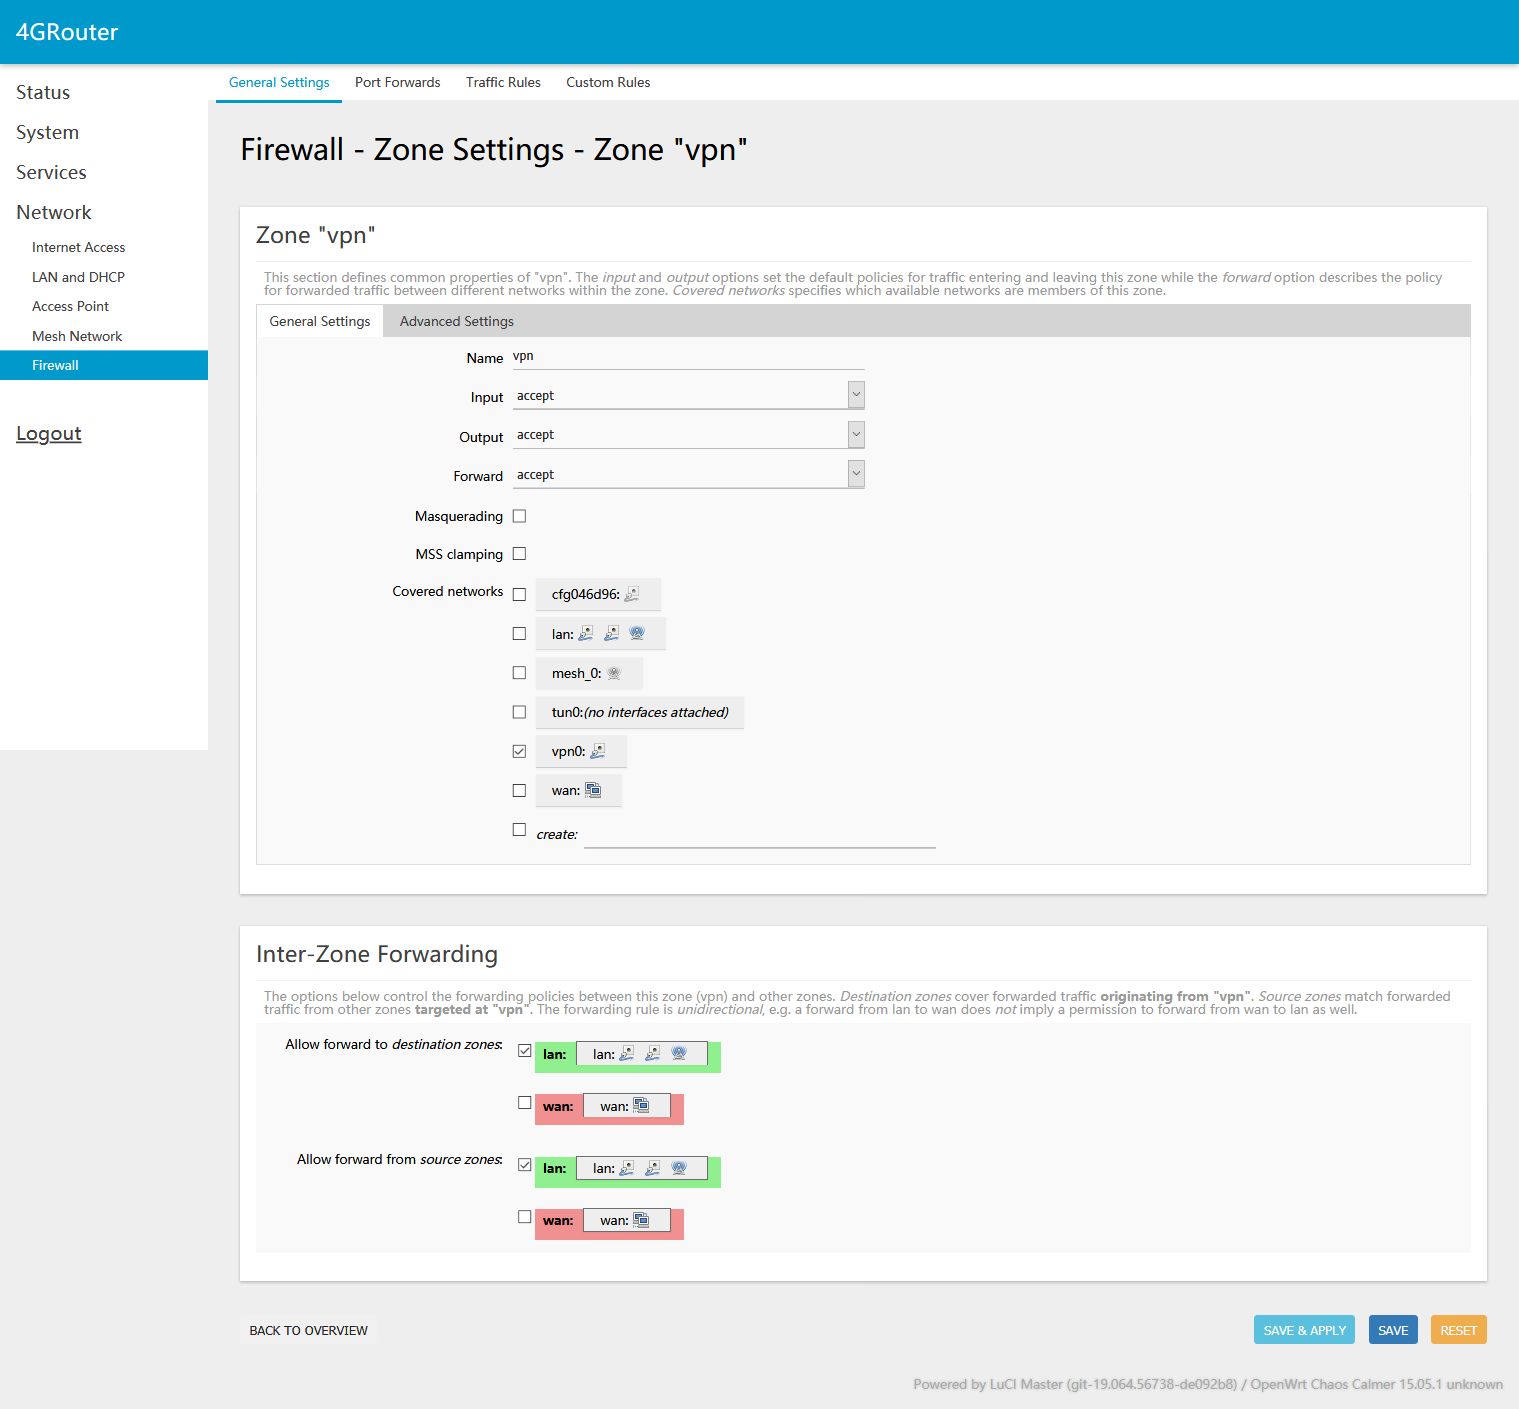 4GRouter
Status
System
Services
Network
Internet Access
LAN and DHCP
Access Point
Mesh Network
Firewall
Logout
General Settings Port Forwards Traffic Rules Custom Rules
Firewall - Zone Settings - Zone "vpn"
Zone "vpn"
This section defines common properties of "vpn". The input and output options set the default policies for traffic entering and leaving this zone while the forward option describes the policy
for forwarded traffic between different networks within the zone. Covered networks specifies which available networks are members of this zone.
General Settings Advanced Settings
Name vpn
Input accept
Output accept
Forward accept
Masquerading
MSS clamping
Covered networks cfg046d96:
lan:
mesh_0:
tun0:(no interfaces attached)
vpn0:
wan:
create:
Inter-Zone Forwarding
The options below control the forwarding policies between this zone (vpn) and other zones. Destination zones cover forwarded traffic originating from "vpn". Source zones match forwarded
traffic from other zones targeted at "vpn". The forwarding rule is unidirectional, e.g. a forward from lan to wan does not imply a permission to forward from wan to lan as well.
Allow forward to destination zones: lan: lan:
wan: wan:
Allow forward from source zones: lan: lan:
wan: wan:
BACK TO OVERVIEW SAVE & APPLY SAVE RESET
Powered by LuCI Master (git-19.064.56738-de092b8) / OpenWrt Chaos Calmer 15.05.1 unknown